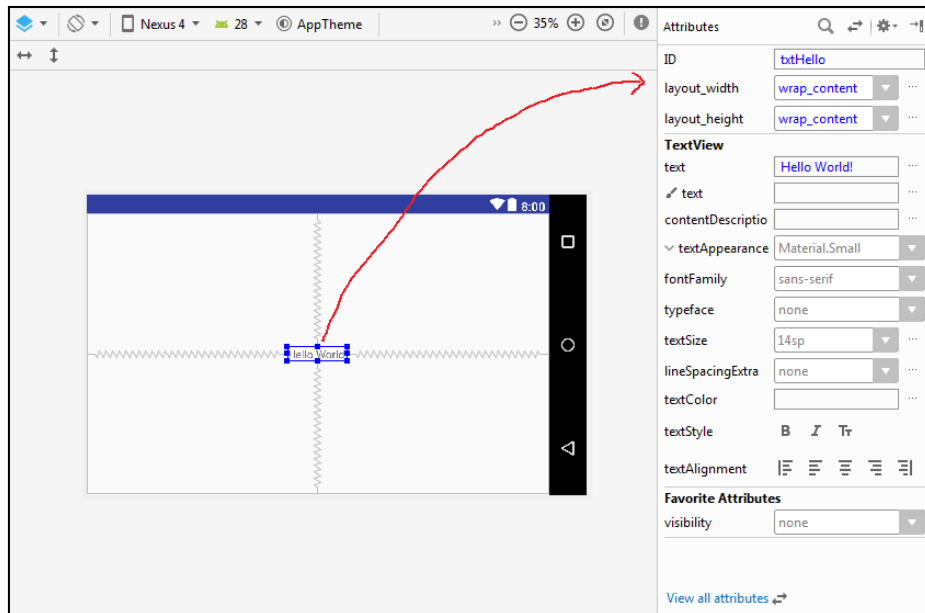 Nexus 4 28 AppTheme » 35%
Attributes
ID txtHello
layout_width wrap_content ...
layout_height wrap_content ...
TextView
text Hello World! ...
text ...
contentDescriptio ...
textAppearance Material.Small
fontFamily sans-serif
typeface none
textSize 14sp ...
lineSpacingExtra none ...
textColor ...
textStyle B I Tт
textAlignment
Favorite Attributes
visibility none
View all attributes
8:00
Hello World